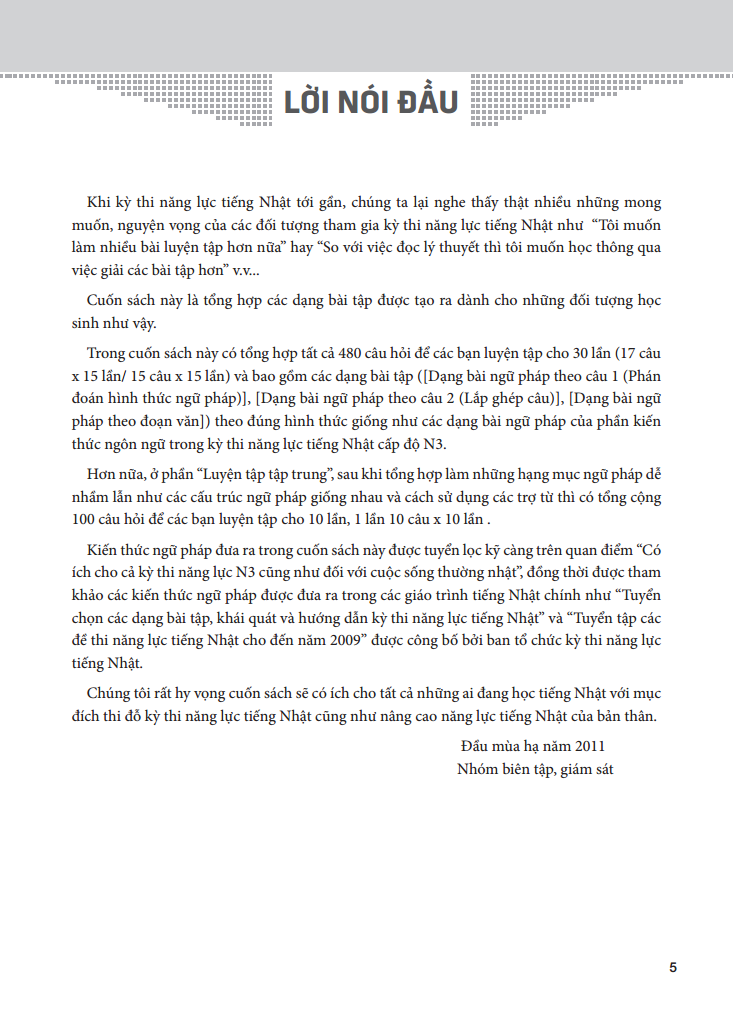 LỜI NÓI ĐẦU
Khi kỳ thi năng lực tiếng Nhật tới gần, chúng ta lại nghe thấy thật nhiều những mong
muốn, nguyện vọng của các đối tượng tham gia kỳ thi năng lực tiếng Nhật như “Tôi muốn
làm nhiều bài luyện tập hơn nữa” hay “So với việc đọc lý thuyết thì tôi muốn học thông qua
việc giải các bài tập hơn” v.v...
Cuốn sách này là tổng hợp các dạng bài tập được tạo ra dành cho những đối tượng học
sinh như vậy.
Trong cuốn sách này có tổng hợp tất cả 480 câu hỏi để các bạn luyện tập cho 30 lần (17 câu
x 15 lần/ 15 câu x 15 lần) và bao gồm các dạng bài tập ([Dạng bài ngữ pháp theo câu 1 (Phán
đoán hình thức ngữ pháp)], [Dạng bài ngữ pháp theo câu 2 (Lắp ghép câu)], [Dạng bài ngữ
pháp theo đoạn văn]) theo đúng hình thức giống như các dạng bài ngữ pháp của phần kiến
thức ngôn ngữ trong kỳ thi năng lực tiếng Nhật cấp độ N3.
Hơn nữa, ở phần “Luyện tập tập trung”, sau khi tổng hợp làm những hạng mục ngữ pháp dễ
nhầm lẫn như các cấu trúc ngữ pháp giống nhau và cách sử dụng các trợ từ thì có tổng cộng
100 câu hỏi để các bạn luyện tập cho 10 lần, 1 lần 10 câu x 10 lần .
Kiến thức ngữ pháp đưa ra trong cuốn sách này được tuyển lọc kỹ càng trên quan điểm “Có
ích cho cả kỳ thi năng lực N3 cũng như đối với cuộc sống thường nhật”, đồng thời được tham
khảo các kiến thức ngữ pháp được đưa ra trong các giáo trình tiếng Nhật chính như “Tuyển
chọn các dạng bài tập, khái quát và hướng dẫn kỳ thi năng lực tiếng Nhật” và “Tuyển tập các
đề thi năng lực tiếng Nhật cho đến năm 2009” được công bố bởi ban tổ chức kỳ thi năng lực
tiếng Nhật.
Chúng tôi rất hy vọng cuốn sách sẽ có ích cho tất cả những ai đang học tiếng Nhật với mục
đích thi đỗ kỳ thi năng lực tiếng Nhật cũng như nâng cao năng lực tiếng Nhật của bản thân.
Đầu mùa hạ năm 2011
Nhóm biên tập, giám sát
5